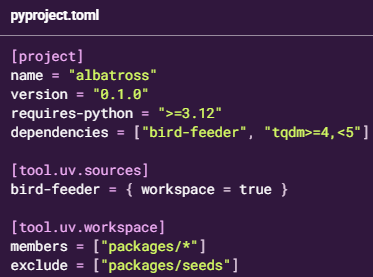 pyproject.toml
[project]
name = "albatross"
version = "0.1.0"
requires-python = ">=3.12"
dependencies = ["bird-feeder", "tqdm>=4,<5"]
[tool.uv.sources]
bird-feeder = { workspace = true }
[tool.uv.workspace]
members = ["packages/*"]
exclude = ["packages/seeds"]